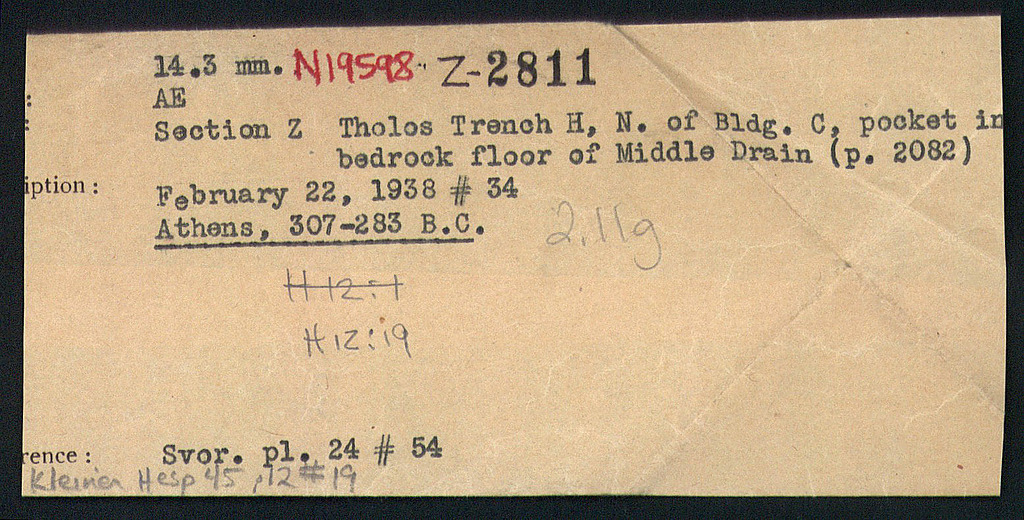 14.3 mm. N19598 Z-2811
:
AE
:
Section Z Tholos Trench H, N. of Bldg. C, pocket in
bedrock floor of Middle Drain (p. 2082)
iption :
February 22, 1938 # 34
Athens, 307-283 B.C.
2.11g
H 12:1
H 12:19
rence :
Svor. pl. 24 # 54
Kleiner Hesp 45, 12 # 19